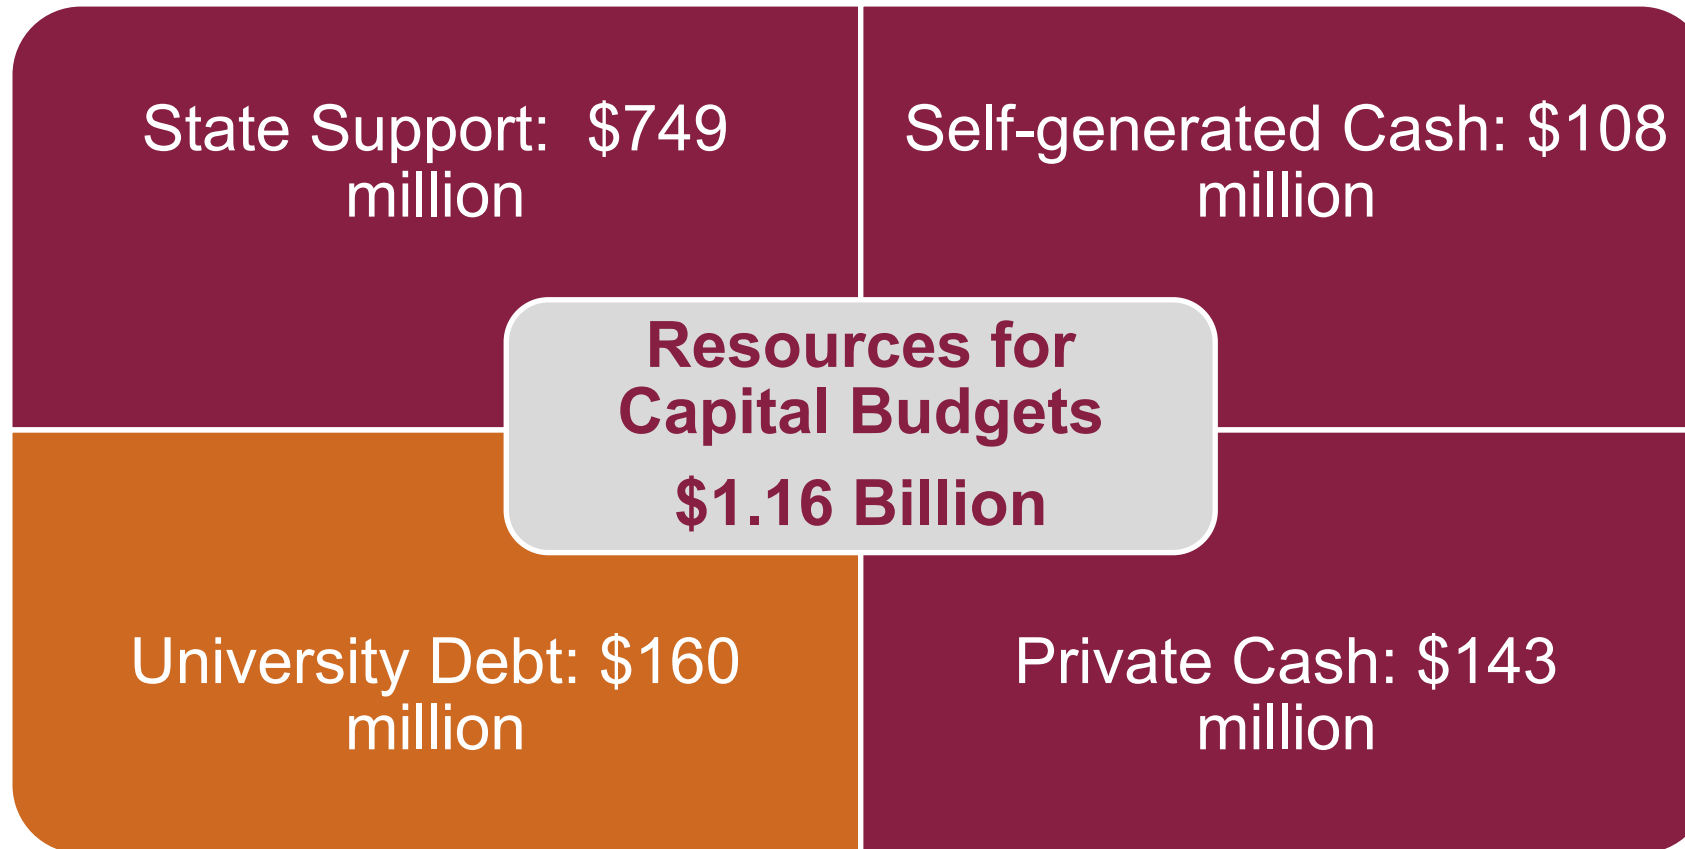 State Support:  $749
million
Self-generated Cash: $108
million
Resources for
Capital Budgets
$1.16 Billion
University Debt: $160
million
Private Cash: $143
million